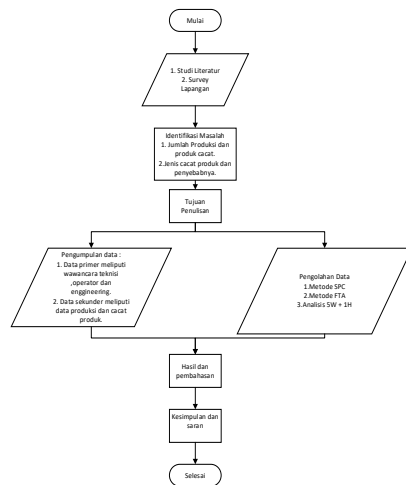 Mulai
1. Studi Literatur
2. Survey
Lapangan
Identifikasi Masalah
1. Jumlah Produksi dan
produk cacat.
2.Jenis cacat produk dan
penyebabnya.
Tujuan
Penulisan
Pengumpulan data :
1. Data primer meliputi
wawancara teknisi
,operator dan
enggineering.
2. Data sekunder meliputi
data produksi dan cacat
produk.
Pengolahan Data
1.Metode SPC
2.Metode FTA
3.Analisis 5W + 1H
Hasil dan
pembahasan
Kesimpulan dan
saran
Selesai